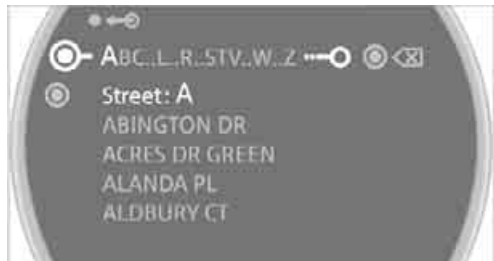 ABC..L..R..STV..W..Z
Street: A
ABINGTON DR
ACRES DR GREEN
ALANDA PL
ALDBURY CT